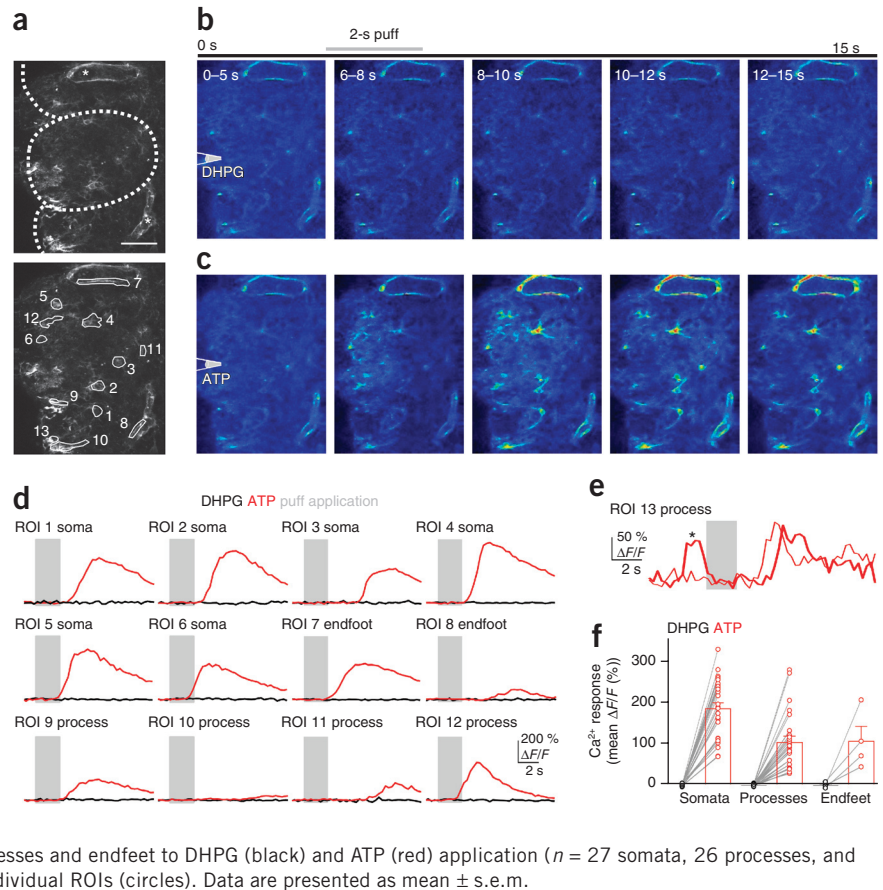 a
b
2-s puff
0 s
15 s
*
*
0–5 s
6–8 s
8–10 s
10–12 s
12–15 s
DHPG
7
5
12
4
6
11
3
2
9
1
8
13
10
c
ATP
d
DHPG ATP puff application
ROI 1 soma
ROI 2 soma
ROI 3 soma
ROI 4 soma
ROI 5 soma
ROI 6 soma
ROI 7 endfoot
ROI 8 endfoot
ROI 9 process
ROI 10 process
ROI 11 process
ROI 12 process
200 %
ΔF/F
2 s
e
ROI 13 process
50 %
ΔF/F
2 s
*
f
DHPG ATP
Ca2+ response
(mean ΔF/F (%))
300
200
100
0
Somata
Processes
Endfeet
esses and endfeet to DHPG (black) and ATP (red) application (n = 27 somata, 26 processes, and
dividual ROIs (circles). Data are presented as mean ± s.e.m.